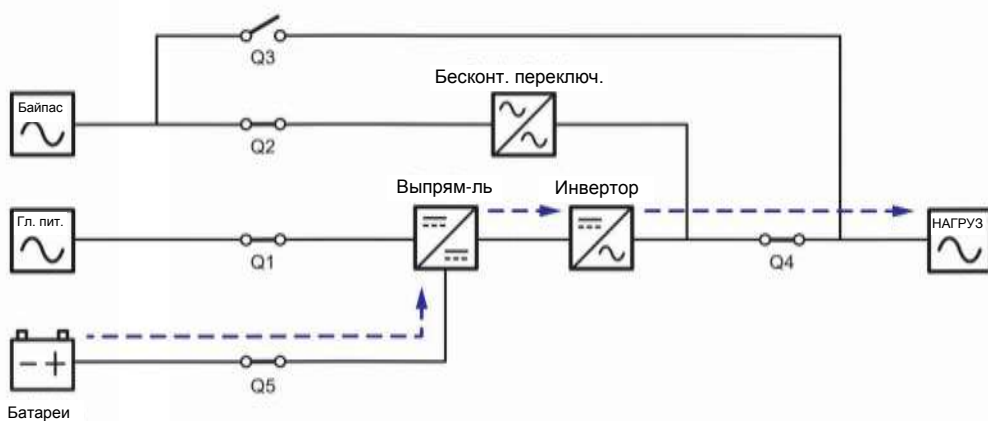 Q3
Бесконт. переключ.
Байпас
Q2
Выпрям-ль
Инвертор
Гл. пит.
НАГРУЗ
Q1
Q4
Q5
Батареи